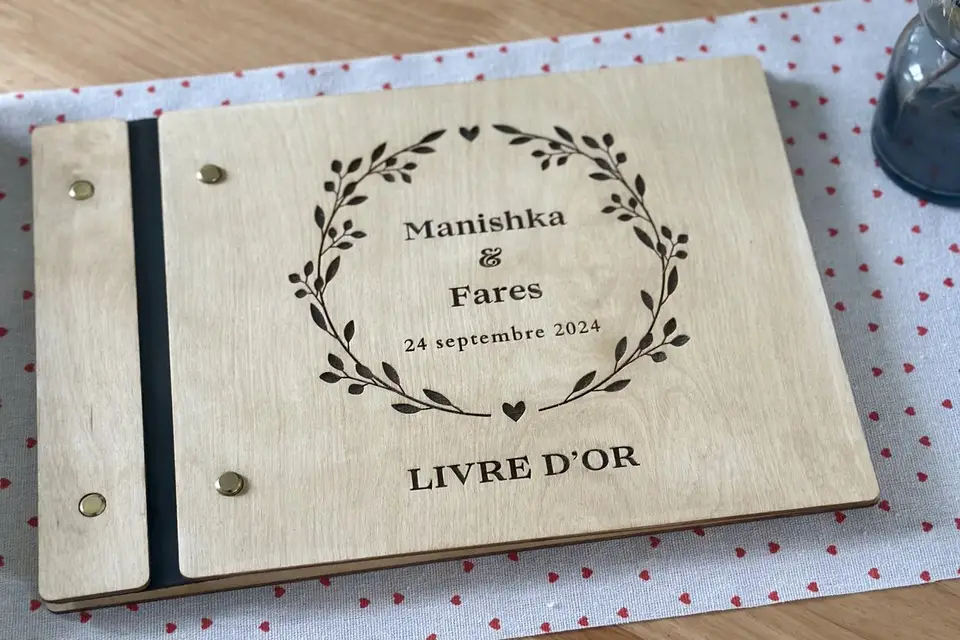 Manishka
&
Fares
24 septembre 2024
LIVRE D’OR